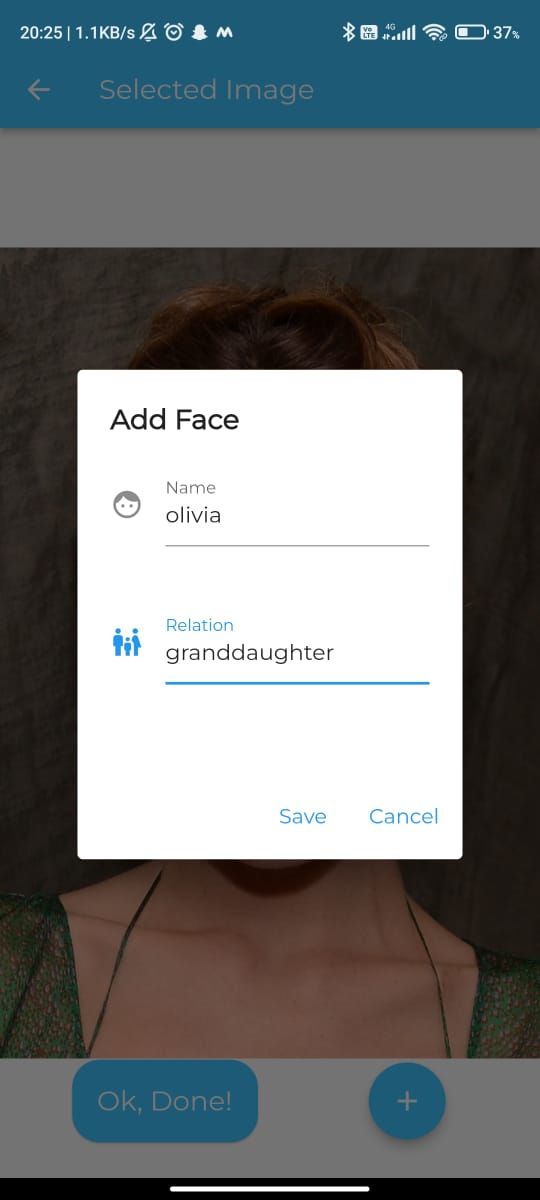 20:25 | 1.1KB/s
4G
Vo
LTE
37%
Selected Image
Add Face
Name
olivia
Relation
granddaughter
Save Cancel
Ok, Done!
+